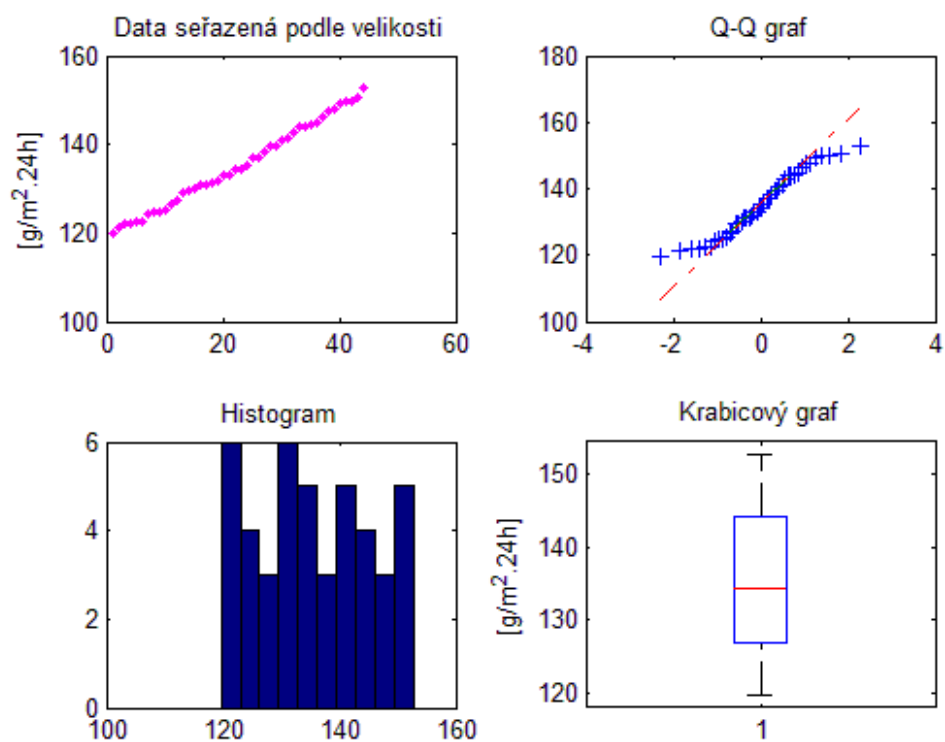 Data seřazená podle velikosti
160
140
120
100
0 20 40 60
[g/m².24h]
Q-Q graf
180
160
140
120
100
-4 -2 0 2 4
Histogram
6
4
2
0
100 120 140 160
Krabicový graf
150
140
130
120
1
[g/m².24h]